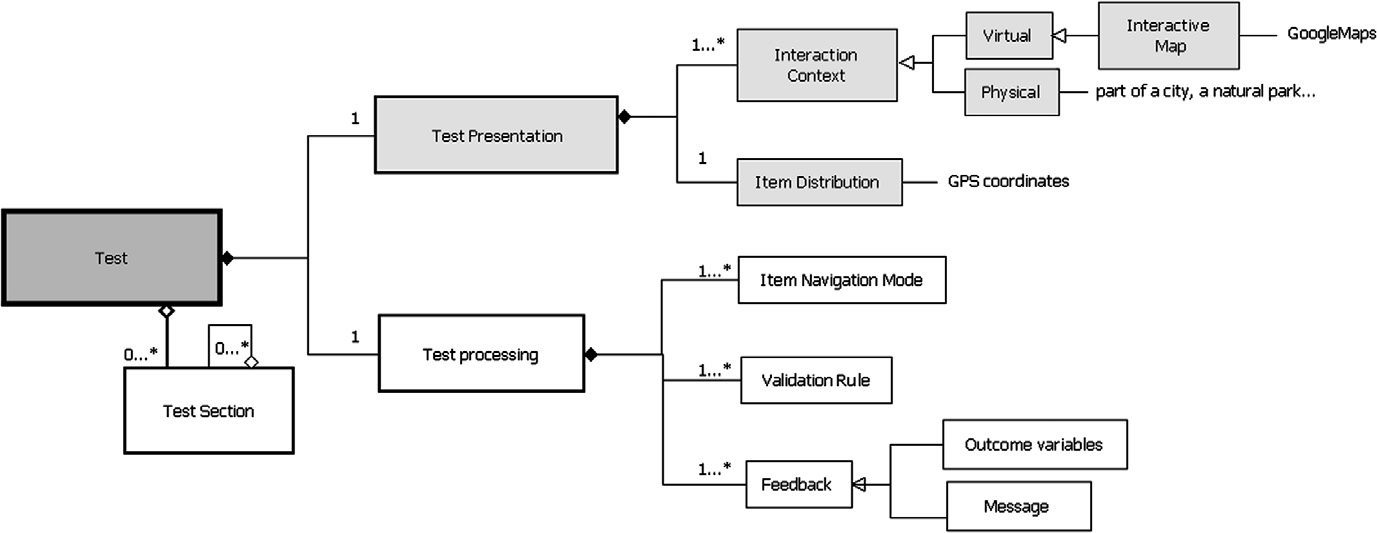 Interactive
Map
GoogleMaps
Virtual
1...*
Interaction
Context
Physical
part of a city, a natural park...
1
Test Presentation
1
Item Distribution
GPS coordinates
Test
1...*
Item Navigation Mode
1
Test processing
0...*
0...*
1...*
Validation Rule
Test Section
Outcome variables
1...*
Feedback
Message